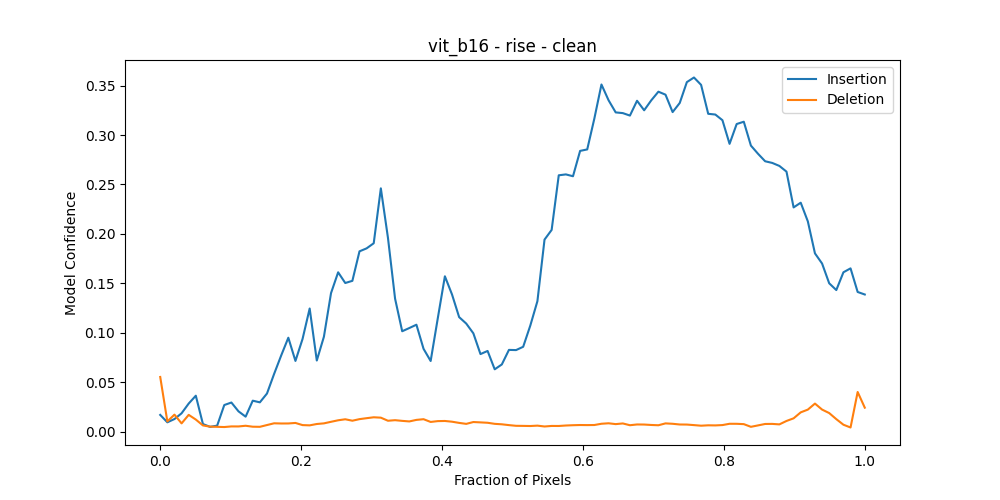 vit_b16 - rise - clean
Insertion
Deletion
Model Confidence
0.35
0.30
0.25
0.20
0.15
0.10
0.05
0.00
0.0 0.2 0.4 0.6 0.8 1.0
Fraction of Pixels